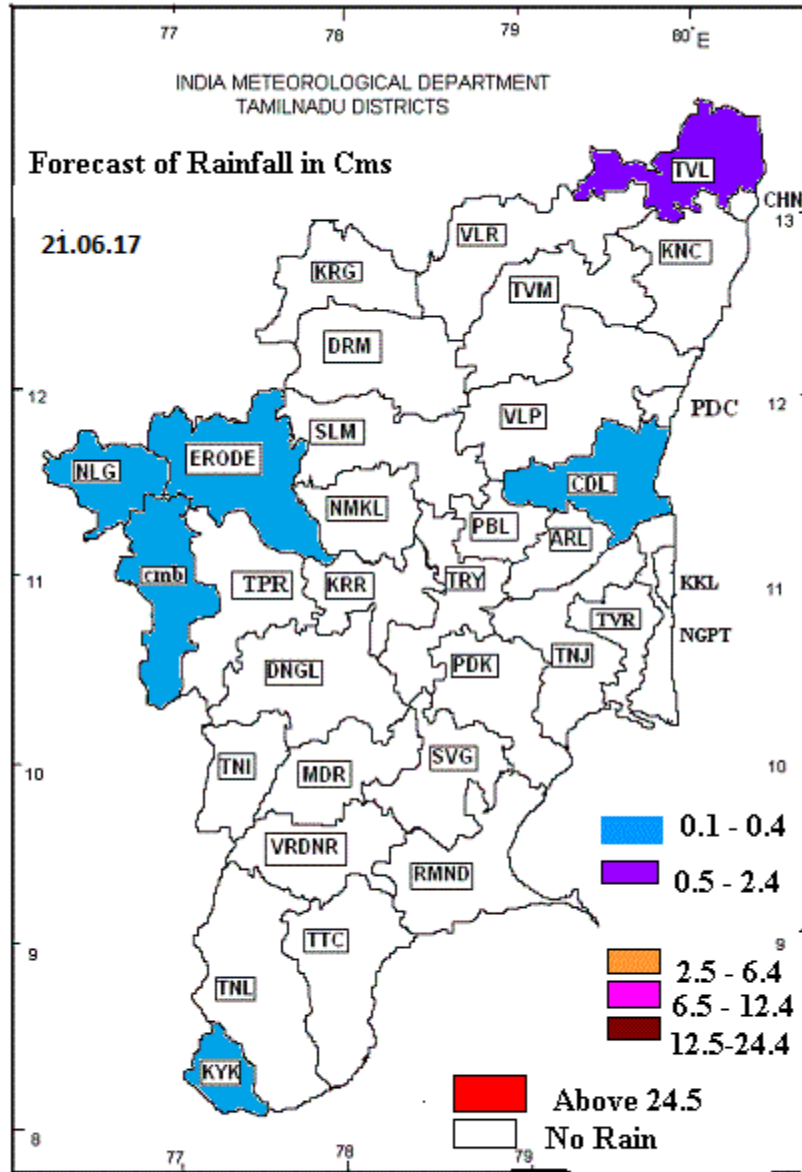 77 78 79 80° E
INDIA METEOROLOGICAL DEPARTMENT
TAMILNADU DISTRICTS
Forecast of Rainfall in Cms
TVL
CHN
13
21.06.17
VLR
KNC
KRG
TVM
DRM
12
12
PDC
VLP
SLM
ERODE
NLG
CDL
NMKL
PBL
ARL
11
cmb
TPR
KRR
TRY
KKL
11
TVR
NGPT
DNGL
PDK
TNJ
10
TNI
MDR
SVG
10
0.1 - 0.4
VRDNR
RMND
0.5 - 2.4
9
TTC
9
2.5 - 6.4
TNL
6.5 - 12.4
12.5-24.4
KYK
Above 24.5
8
No Rain
77 78 79